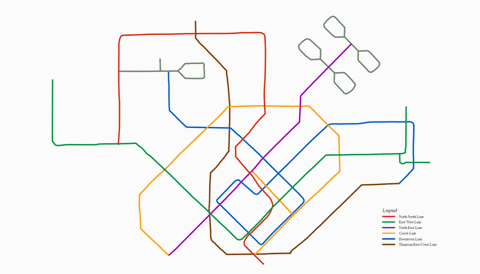 Legend
North South Line
East West Line
North East Line
Circle Line
Downtown Line
Thomson-East Coast Line